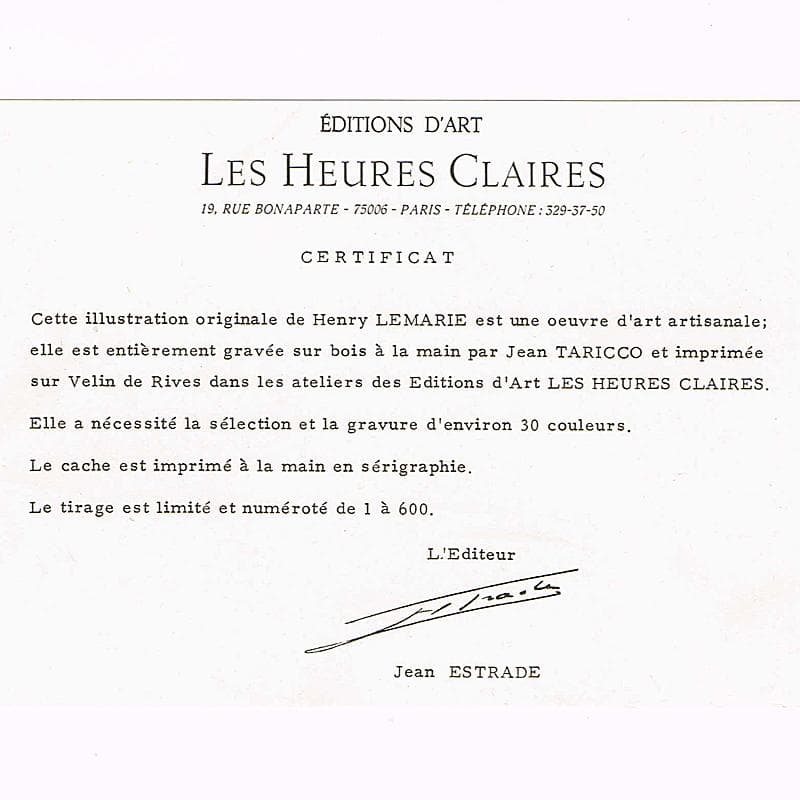 ÉDITIONS D'ART
LES HEURES CLAIRES
19, RUE BONAPARTE - 75006 - PARIS - TÉLÉPHONE : 329-37-50
CERTIFICAT
Cette illustration originale de Henry LEMARIE est une oeuvre d'art artisanale;
elle est entièrement gravée sur bois à la main par Jean TARICCO et imprimée
sur Velin de Rives dans les ateliers des Editions d'Art LES HEURES CLAIRES.
Elle a nécessité la sélection et la gravure d'environ 30 couleurs.
Le cache est imprimé à la main en sérigraphie.
Le tirage est limité et numéroté de 1 à 600.
L'Editeur
Jean ESTRADE